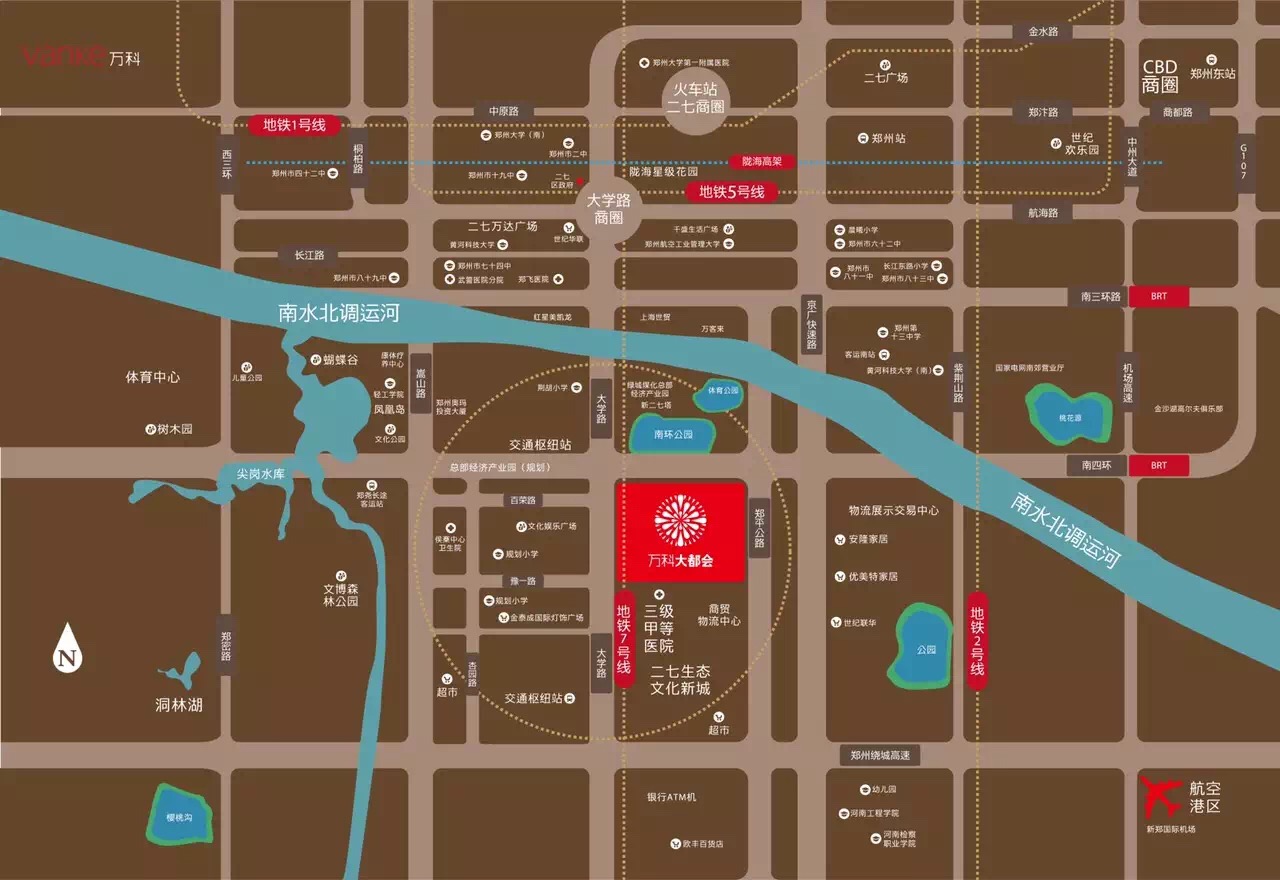 vanke 万科
金水路
郑州大学第一附属医院
火车站
二七商圈
二七广场
CBD
商圈
郑州东站
中原路
郑汴路
商都路
地铁1号线
西三环
桐柏路
郑州大学（南）
郑州市二中
郑州站
世纪
欢乐园
中州大道
G107
陇海高架
郑州市四十二中
郑州市十九中
二七
区政府
陇海星级花园
地铁5号线
大学路
商圈
航海路
二七万达广场
世纪华联
黄河科技大学
千盛生活广场
郑州航空工业管理大学
晨曦小学
郑州市六十二中
长江路
郑州市八十九中
郑州市七十四中
武警医院分院
郑飞医院
郑州市
八十一中
长江东路小学
郑州市八十三中
南三环路
BRT
南水北调运河
红星美凯龙
上海世贸
万客来
京广快速路
郑州第
十三中学
客运南站
黄河科技大学（南）
紫荆山路
国家电网南郊营业厅
机场高速
体育中心
儿童公园
蝴蝶谷
康体疗
养中心
轻工学院
凤凰岛
文化公园
嵩山路
郑州奥玛
投资大厦
荆胡小学
大学路
绿城煤化总部
经济产业园
新二七塔
体育公园
南环公园
桃花源
金沙湖高尔夫俱乐部
树木园
交通枢纽站
总部经济产业园（规划）
南四环
BRT
尖岗水库
郑尧长途
客运站
百荣路
文化娱乐广场
侯寨中心
卫生院
规划小学
豫一路
规划小学
金泰成国际灯饰广场
万科大都会
郑平公路
物流展示交易中心
安隆家居
优美特家居
世纪联华
南水北调运河
文博森
林公园
地铁7号线
三级
甲等
医院
商贸
物流中心
公园
地铁2号线
N
郑密路
洞林湖
杏园路
超市
大学路
交通枢纽站
二七生态
文化新城
超市
郑州绕城高速
樱桃沟
银行ATM机
欧丰百货店
幼儿园
河南工程学院
河南检察
职业学院
航空
港区
新郑国际机场